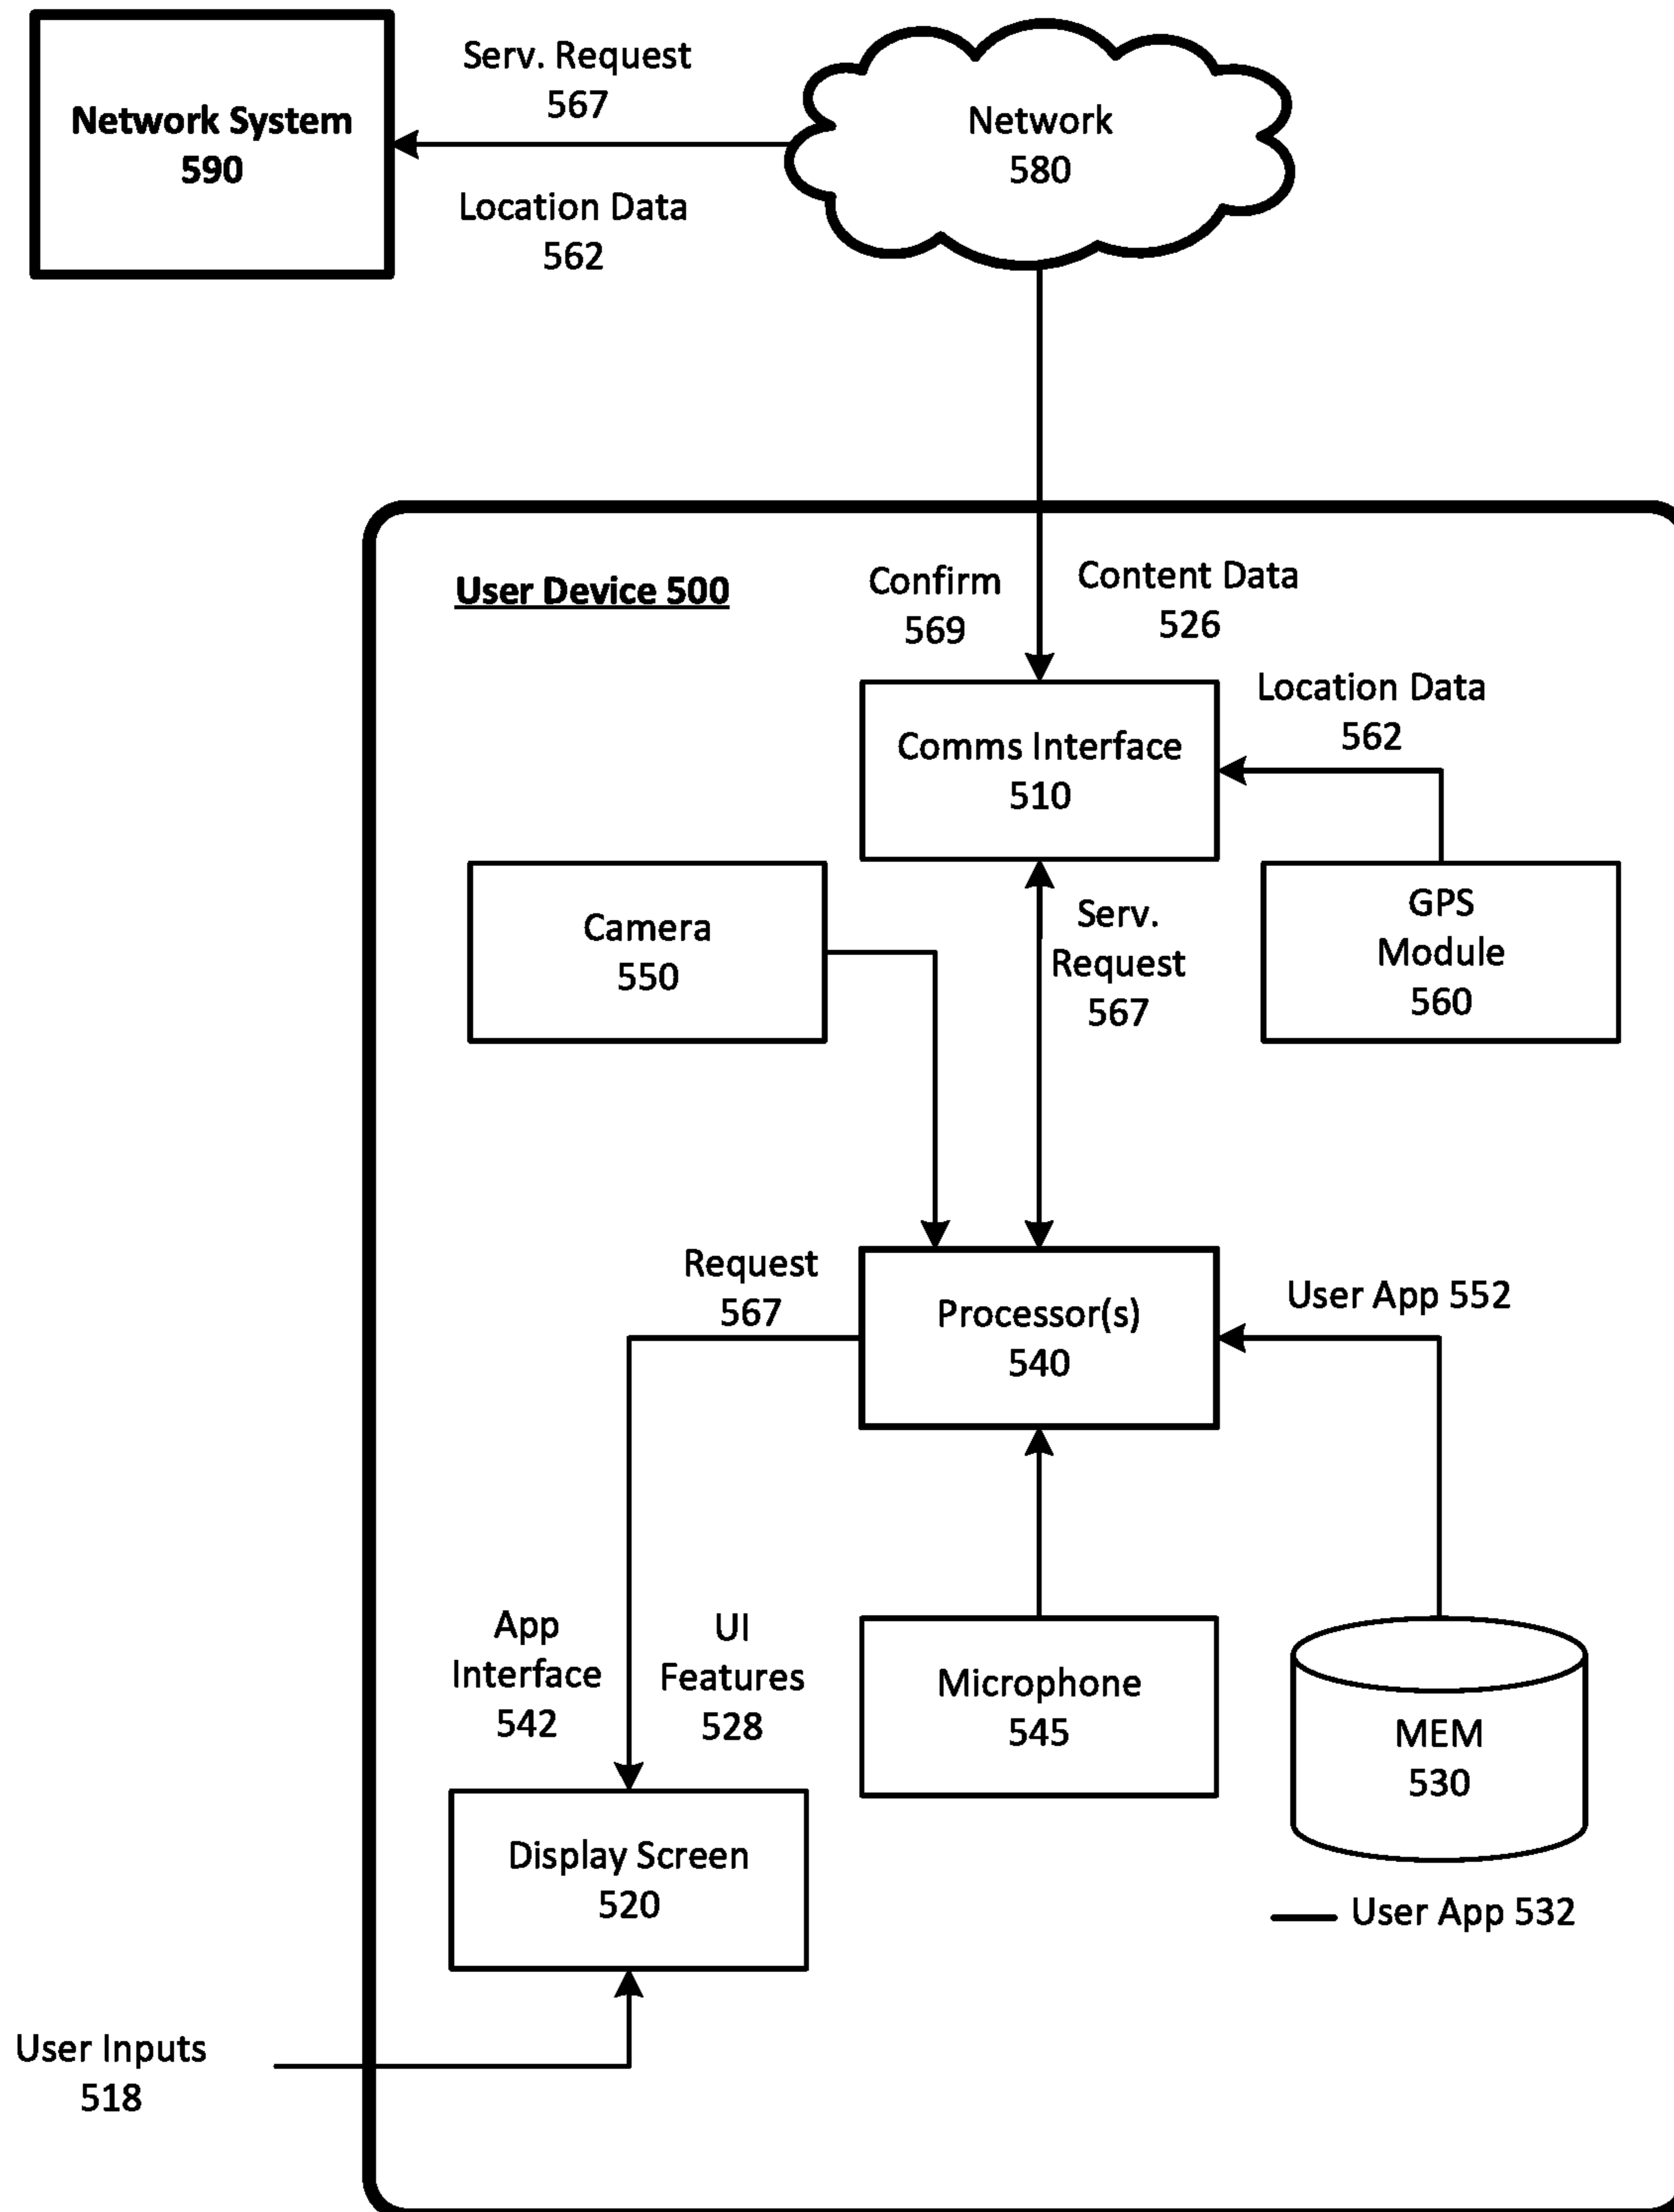 Network System
590
Serv. Request
567
Location Data
562
Network
580
User Device 500
Confirm
569
Content Data
526
Comms Interface
510
Location Data
562
Camera
550
Serv.
Request
567
GPS
Module
560
Request
567
Processor(s)
540
User App 552
App
Interface
542
UI
Features
528
Microphone
545
MEM
530
Display Screen
520
User App 532
User Inputs
518